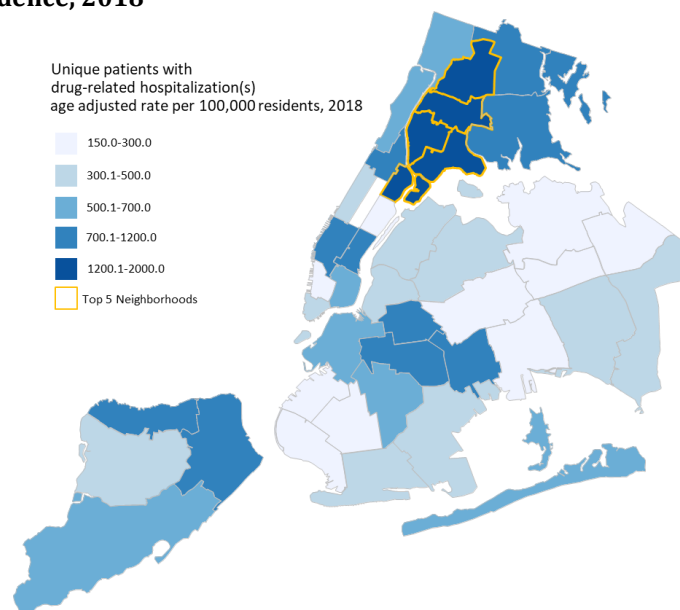 2018
Unique patients with
drug-related hospitalization(s)
age adjusted rate per 100,000 residents, 2018
150.0-300.0
300.1-500.0
500.1-700.0
700.1-1200.0
1200.1-2000.0
Top 5 Neighborhoods